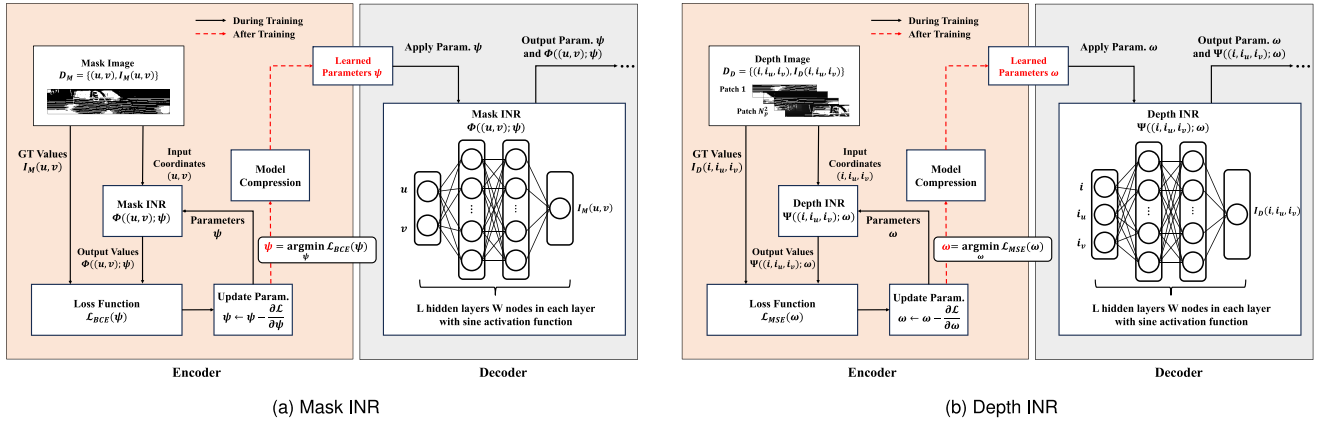 During Training
After Training
Mask Image
D_M = {(u, v), I_M(u, v)}
GT Values
I_M(u, v)
Input
Coordinates
(u, v)
Mask INR
Φ((u, v); ψ)
Parameters
ψ
Output Values
Φ((u, v); ψ)
Loss Function
ℒ_BCE(ψ)
Update Param.
ψ ← ψ − ∂ℒ/∂ψ
Model
Compression
ψ = argmin ℒ_BCE(ψ)
ψ
Learned
Parameters ψ
Encoder
Apply Param. ψ
Output Param. ψ
and Φ((u, v); ψ)
...
Mask INR
Φ((u, v); ψ)
u
v
I_M(u, v)
L hidden layers W nodes in each layer
with sine activation function
Decoder
(a) Mask INR
During Training
After Training
Depth Image
D_D = {(i, i_u, i_v), I_D(i, i_u, i_v)}
Patch 1
Patch N_p^2
GT Values
I_D(i, i_u, i_v)
Input
Coordinates
(i, i_u, i_v)
Depth INR
Ψ((i, i_u, i_v); ω)
Parameters
ω
Output Values
Ψ((i, i_u, i_v); ω)
Loss Function
ℒ_MSE(ω)
Update Param.
ω ← ω − ∂ℒ/∂ω
Model
Compression
ω = argmin ℒ_MSE(ω)
ω
Learned
Parameters ω
Encoder
Apply Param. ω
Output Param. ω
and Ψ((i, i_u, i_v); ω)
...
Depth INR
Ψ((i, i_u, i_v); ω)
i
i_u
i_v
I_D(i, i_u, i_v)
L hidden layers W nodes in each layer
with sine activation function
Decoder
(b) Depth INR